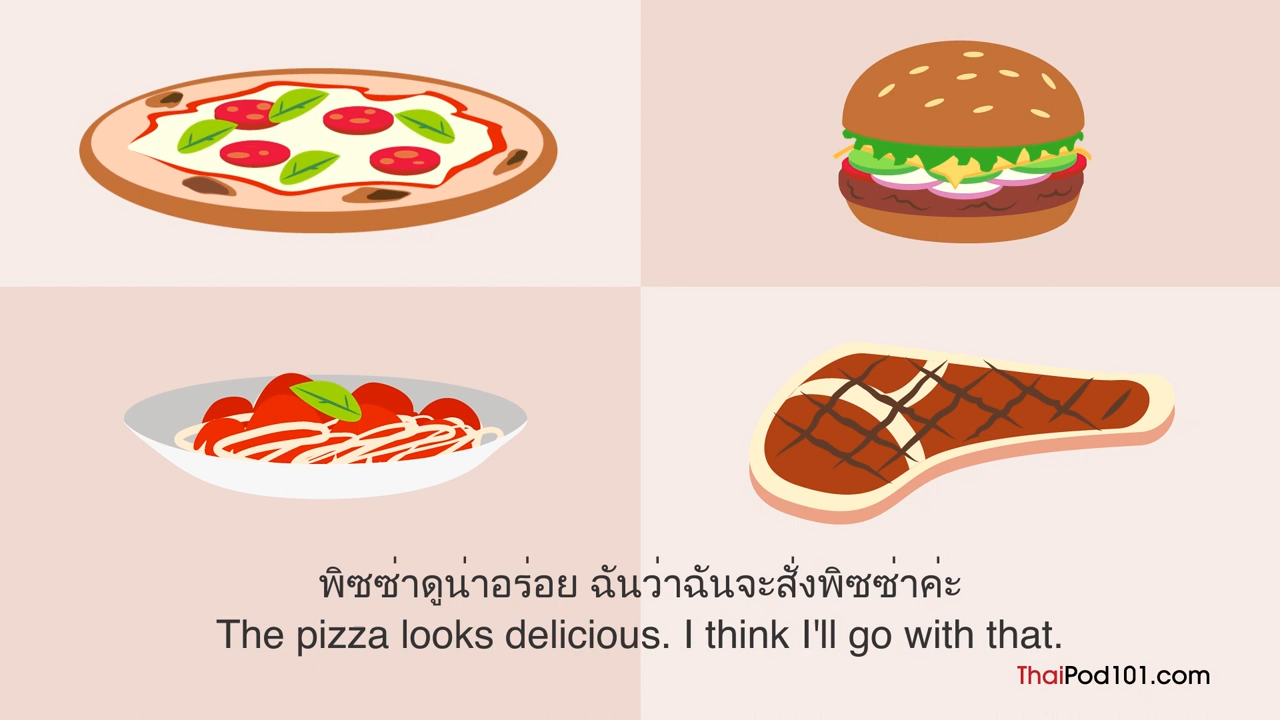 พิซซ่าดูน่าอร่อย ฉันว่าฉันจะสั่งพิซซ่าค่ะ
The pizza looks delicious. I think I'll go with that.
ThaiPod101.com